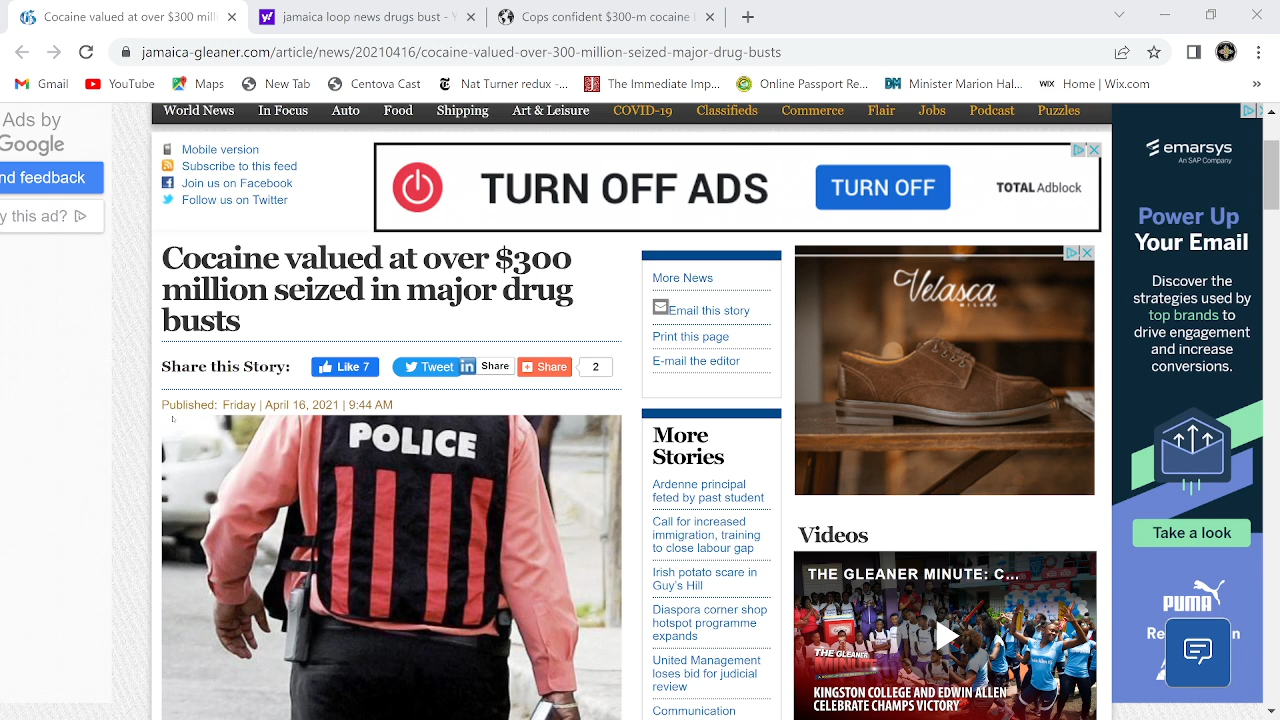 Cocaine valued at over $300 mill
Jamaica loop new drugs bust - Y
Cops confident $300-m cocaine
jamaica-gleaner.com/article/news/20210416/cocaine-valued-over-300-million-seized-major-drug-busts
Gmail
YouTube
Maps
New Tab
Centova Cast
Nat Turner redux -...
The Immediate Imp...
Online Passport Re...
Minister Marion Hal...
WIX Home | Wix.com
World News
In Focus
Auto
Food
Shipping
Art & Leisure
COVID-19
Classifieds
Commerce
Flair
Jobs
Podcast
Puzzles
Ads by
Google
nd feedback
y this ad?
Mobile version
Subscribe to this feed
Join us on Facebook
Follow us on Twitter
TURN OFF ADS
TURN OFF
TOTAL Adblock
Cocaine valued at over $300
million seized in major drug
busts
Share this Story:
Like 7
Tweet
Share
Share
2
Published: Friday | April 16, 2021 | 9:44 AM
POLICE
More News
Email this story
Print this page
E-mail the editor
More
Stories
Ardenne principal
feted by past student
Call for increased
immigration, training
to close labour gap
Irish potato scare in
Guy's Hill
Diaspora corner shop
hotspot programme
expands
United Management
loses bid for judicial
review
Communication
Velasca
MILANO
Videos
THE GLEANER MINUTE: C...
THE GLEANER
MINUTE
KINGSTON COLLEGE AND EDWIN ALLEN
CELEBRATE CHAMPS VICTORY
emarsys
An SAP Company
Power Up
Your Email
Discover the
strategies used by
top brands to
drive engagement
and increase
conversions.
Take a look
PUMA
Re
n